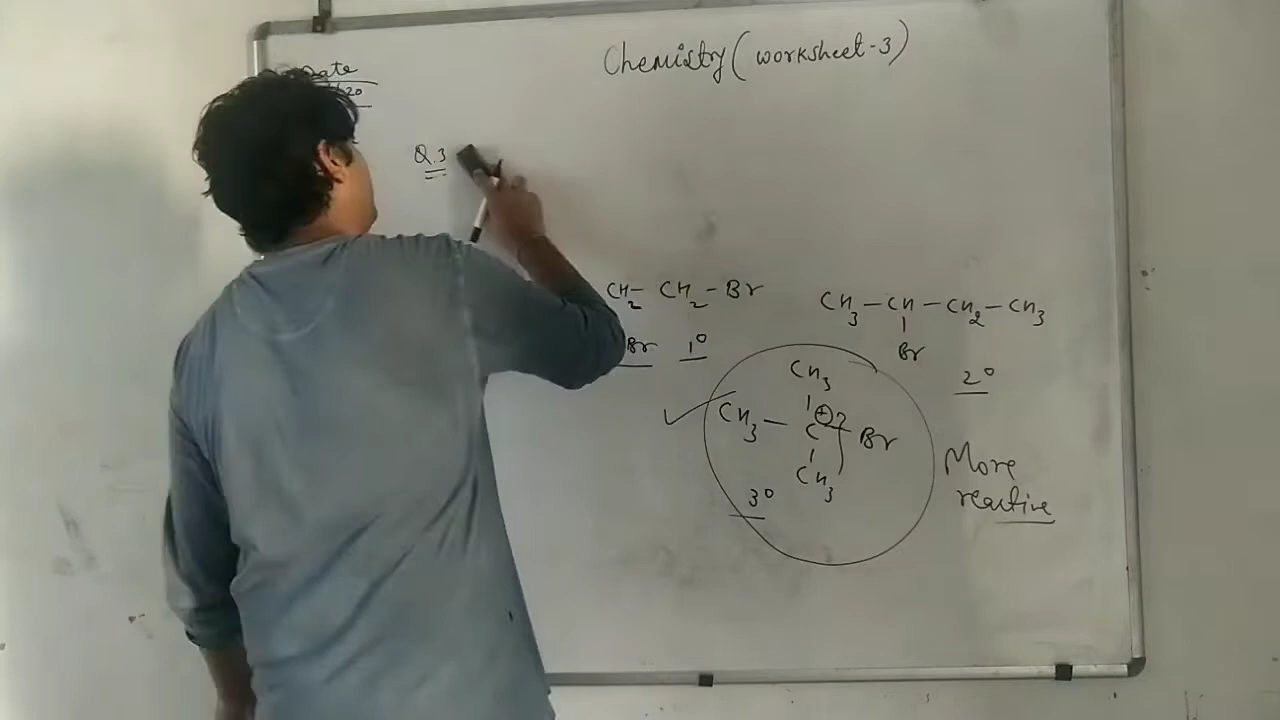 Chemistry (worksheet-3)
Date
20
Q.3
CH2 - CH2 - Br
Br 1°
CH3 - CH - CH2 - CH3
|
Br
2°
CH3
|
CH3 - C⊕ Br
|
CH3
3°
More
reactive